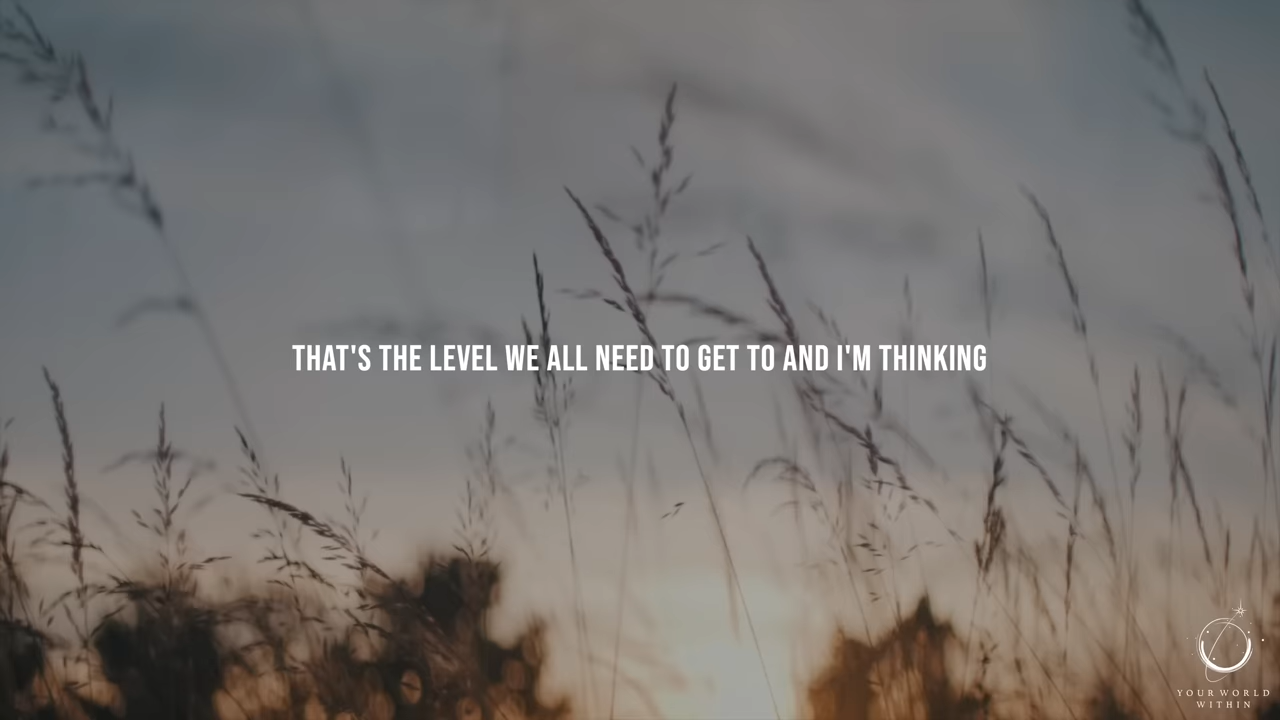 THAT'S THE LEVEL WE ALL NEED TO GET TO AND I'M THINKING
YOUR WORLD
WITHIN